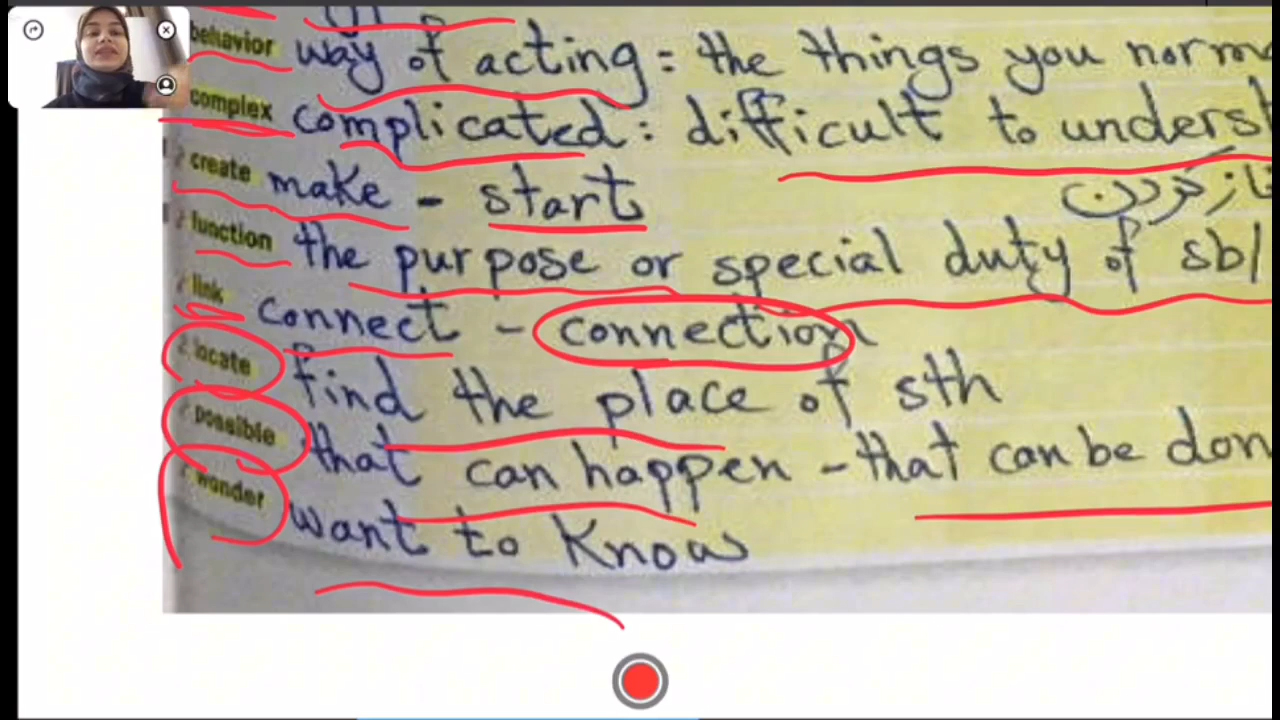 behavior way of acting: the things you norma
complex complicated: difficult to underst
create make - start
function the purpose or special duty of sb/
link connect - connection
locate find the place of sth
possible that can happen - that can be don
wonder want to know